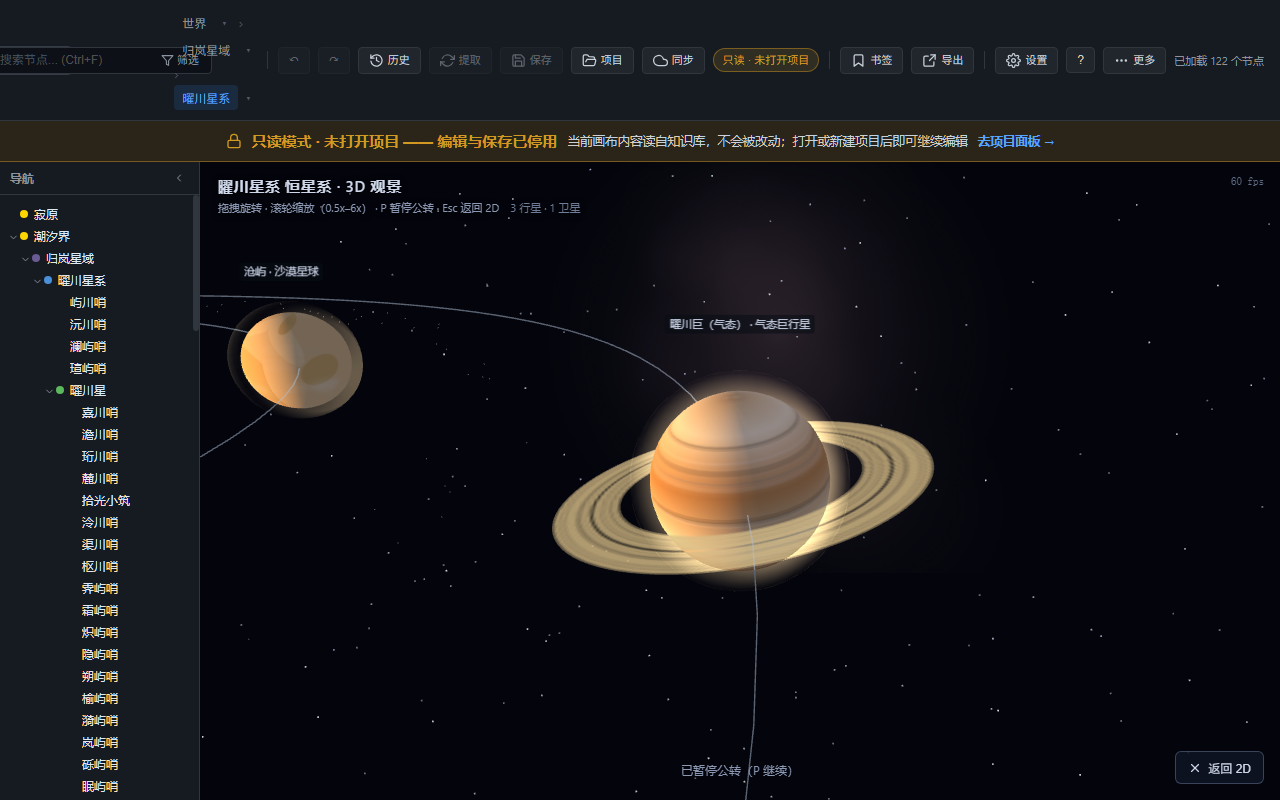 世界
归岚星域
搜索节点... (Ctrl+F) 筛选
历史 提取 保存 项目 同步 只读 · 未打开项目 书签 导出 设置 ? 更多 已加载 122 个节点
曜川星系
只读模式 · 未打开项目 —— 编辑与保存已停用 当前画布内容读自知识库，不会被改动；打开或新建项目后即可继续编辑 去项目面板 →
导航
曜川星系 恒星系 · 3D 观景
60 fps
拖拽旋转 · 滚轮缩放（0.5x–6x） · P 暂停公转 · Esc 返回 2D 3 行星 · 1 卫星
寂原
潮汐界
归岚星域
曜川星系
屿川哨
沅川哨
澜屿哨
瑄屿哨
曜川星
熹川哨
澹川哨
珩川哨
麓川哨
拾光小筑
泠川哨
渠川哨
枢川哨
霁屿哨
霜屿哨
炽屿哨
隐屿哨
朔屿哨
榆屿哨
漪屿哨
岚屿哨
砾屿哨
眠屿哨
沧屿 · 沙漠星球
曜川巨（气态） · 气态巨行星
已暂停公转（P 继续）
返回 2D